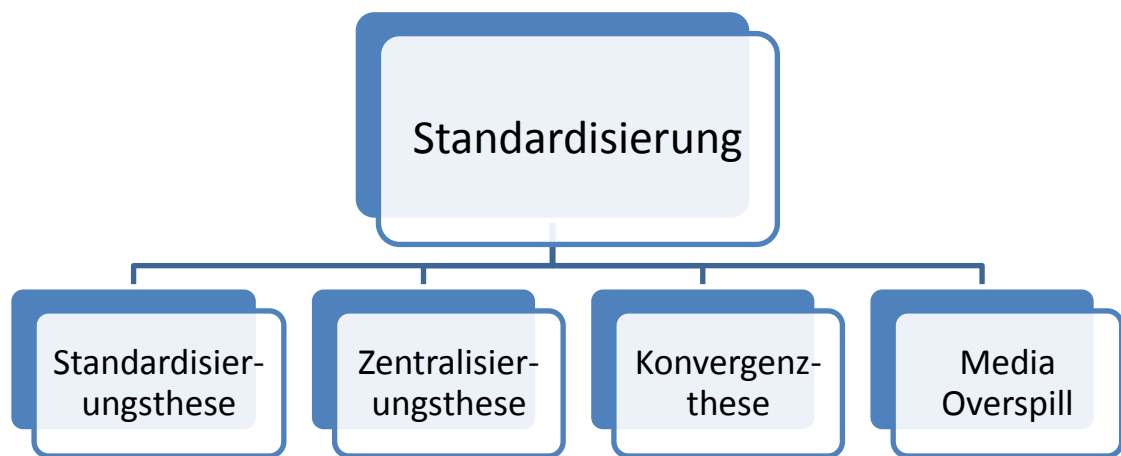 Standardisierung
Standardisier-
ungsthese
Zentralisier-
ungsthese
Konvergenz-
these
Media
Overspill